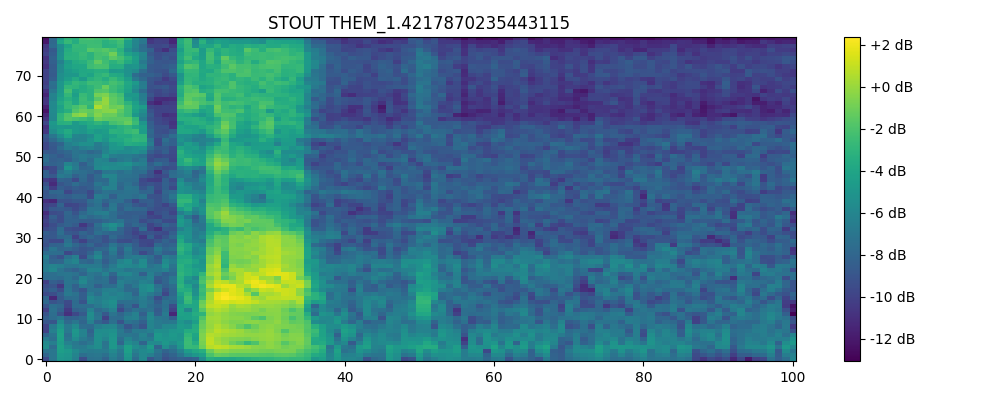 STOUT THEM_1.4217870235443115
70
60
50
40
30
20
10
0
0 20 40 60 80 100
+2 dB
+0 dB
-2 dB
-4 dB
-6 dB
-8 dB
-10 dB
-12 dB